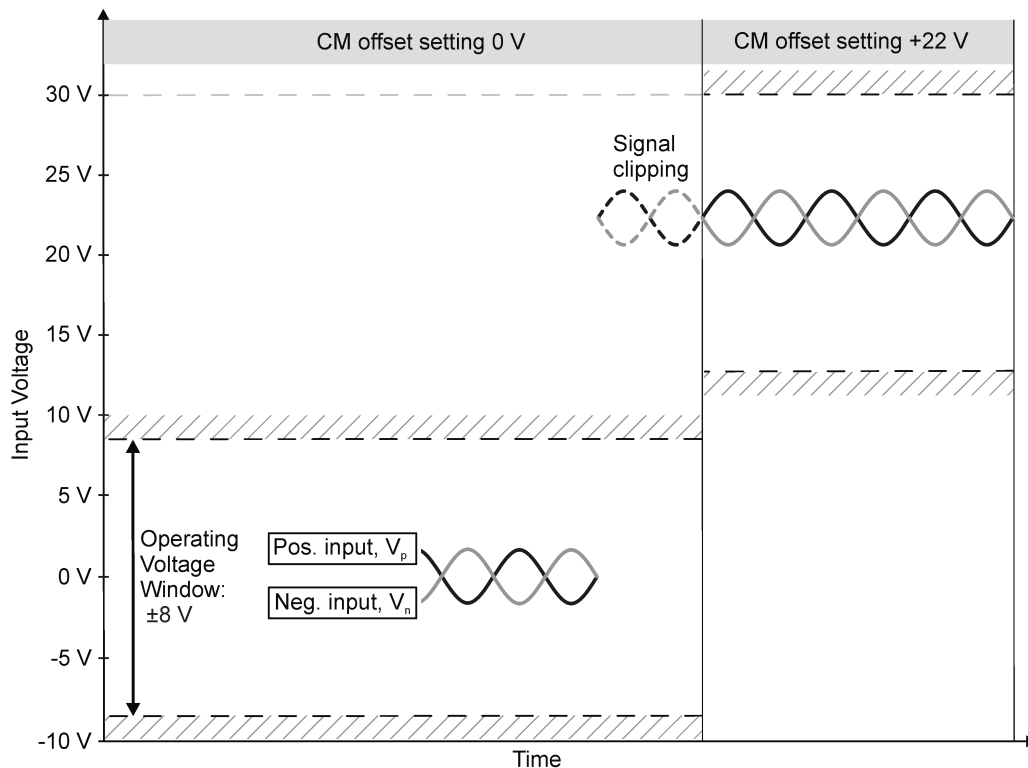 CM offset setting 0 V
CM offset setting +22 V
30 V
25 V
20 V
15 V
10 V
5 V
0 V
-5 V
-10 V
Input Voltage
Time
Signal
clipping
Operating
Voltage
Window:
±8 V
Pos. input, Vp
Neg. input, Vn